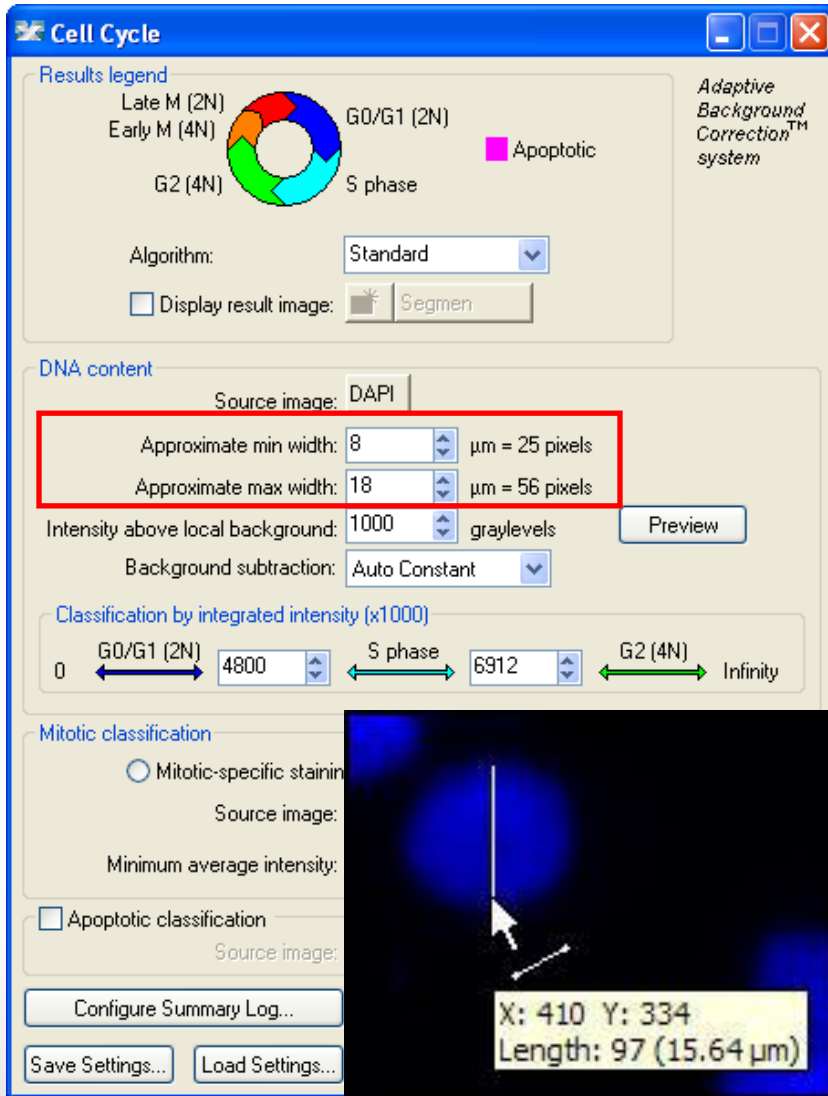 Cell Cycle
Results legend
Late M (2N)
Early M (4N)
G0/G1 (2N)
Apoptotic
G2 (4N)
S phase
Adaptive
Background
Correction™
system
Algorithm: Standard
Display result image: Segmen
DNA content
Source image: DAPI
Approximate min width: 8 µm = 25 pixels
Approximate max width: 18 µm = 56 pixels
Intensity above local background: 1000 graylevels
Preview
Background subtraction: Auto Constant
Classification by integrated intensity (x1000)
0 G0/G1 (2N) 4800 S phase 6912 G2 (4N) Infinity
Mitotic classification
Mitotic-specific stainin
Source image:
Minimum average intensity:
Apoptotic classification
Source image:
Configure Summary Log...
Save Settings... Load Settings...
X: 410 Y: 334
Length: 97 (15.64 µm)